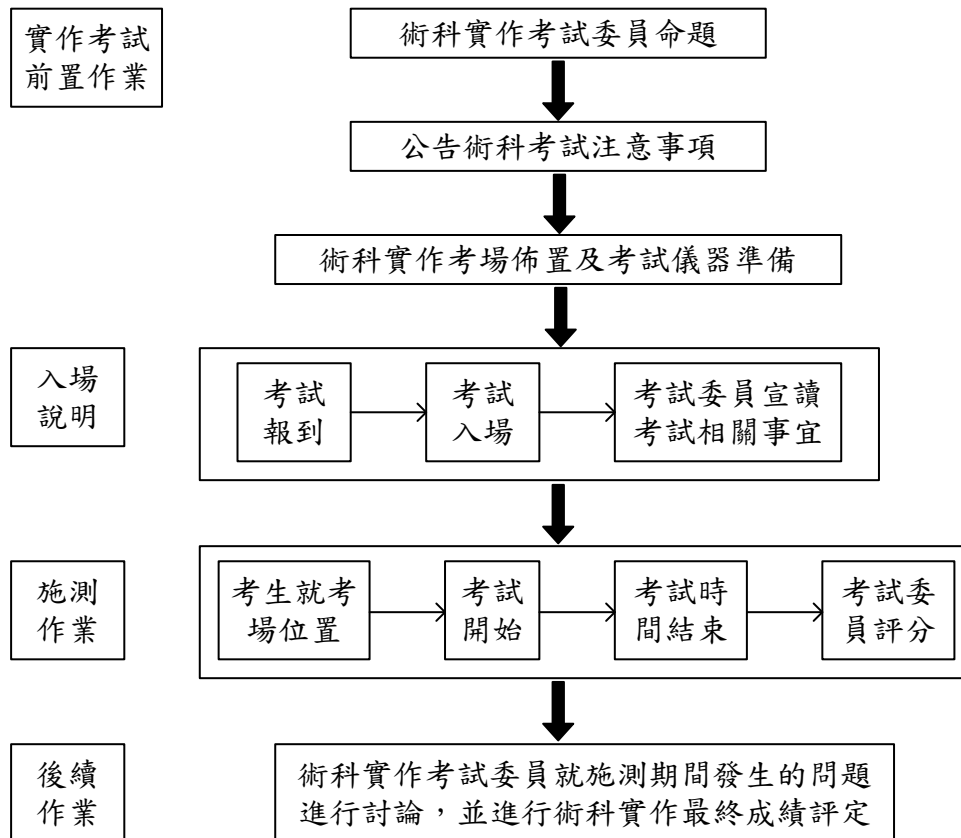 實作考試
前置作業
術科實作考試委員命題
公告術科考試注意事項
術科實作考場佈置及考試儀器準備
入場
說明
考試
報到
考試
入場
考試委員宣讀
考試相關事宜
施測
作業
考生就考
場位置
考試
開始
考試時
間結束
考試委
員評分
後續
作業
術科實作考試委員就施測期間發生的問題
進行討論，並進行術科實作最終成績評定